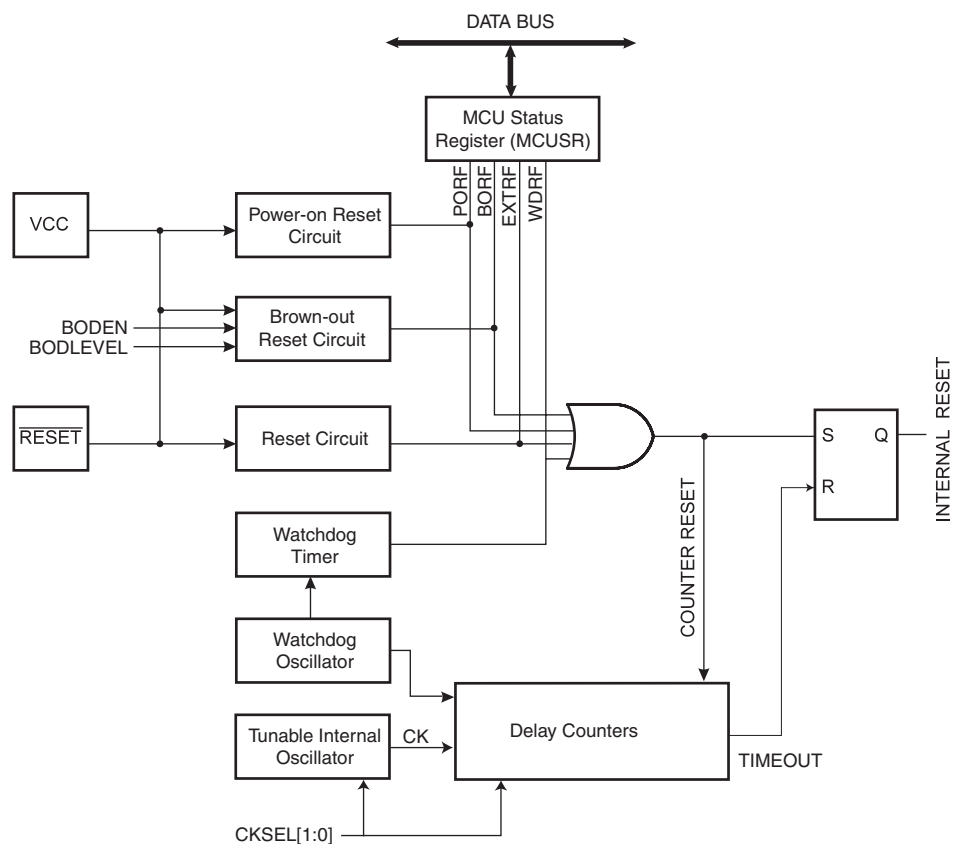 DATA BUS
MCU Status
Register (MCUSR)
PORF
BORF
EXTRF
WDRF
VCC
Power-on Reset
Circuit
BODEN
BODLEVEL
Brown-out
Reset Circuit
RESET
Reset Circuit
S
Q
R
INTERNAL RESET
Watchdog
Timer
COUNTER RESET
Watchdog
Oscillator
Tunable Internal
Oscillator
CK
Delay Counters
TIMEOUT
CKSEL[1:0]